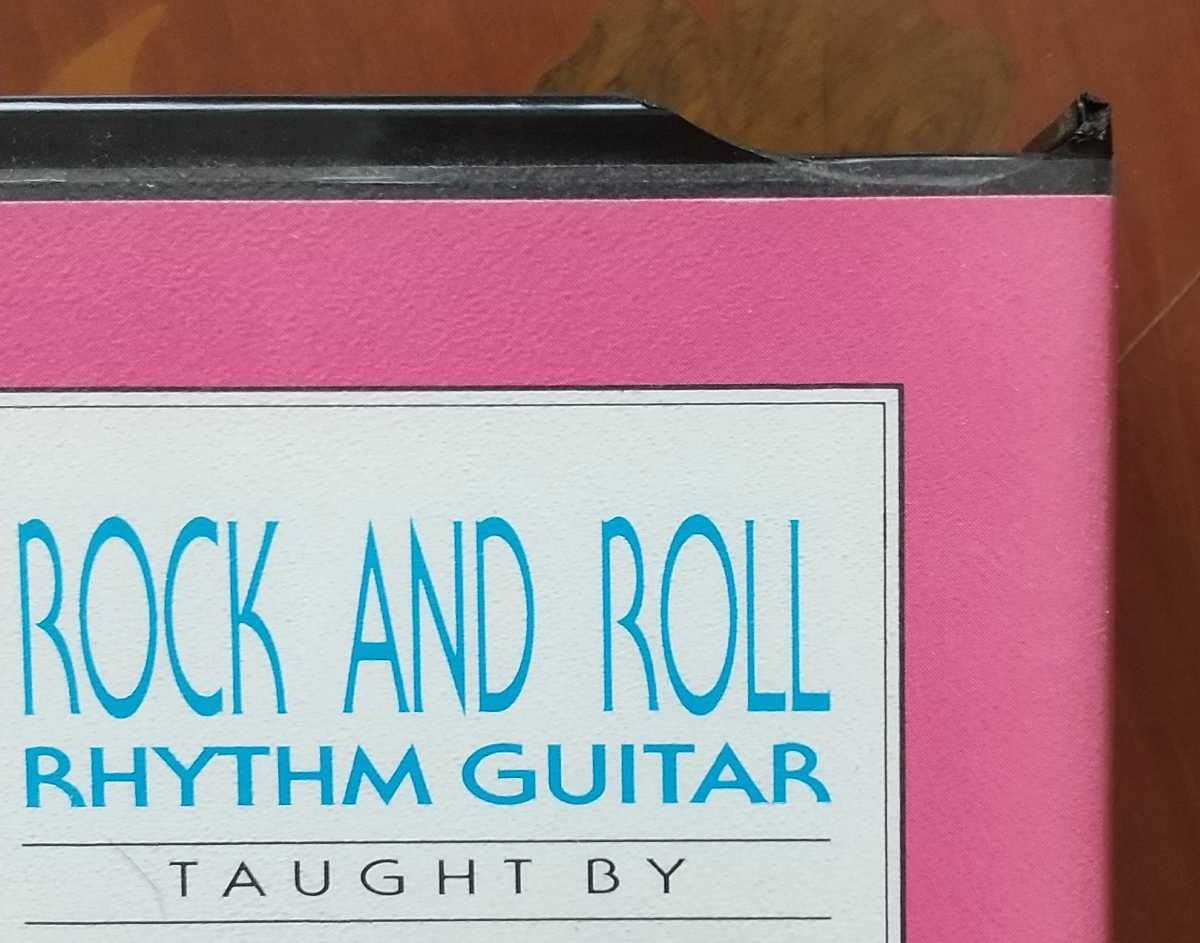 ROCK AND ROLL
RHYTHM GUITAR
TAUGHT BY